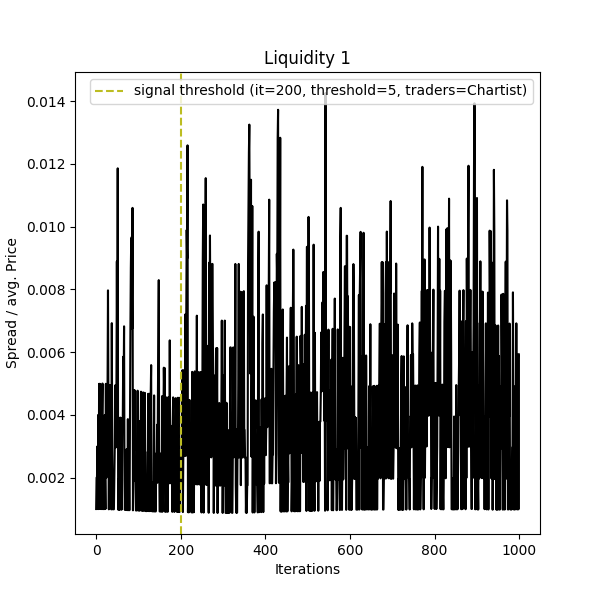 Liquidity 1
signal threshold (it=200, threshold=5, traders=Chartist)
0.014
0.012
0.010
0.008
0.006
0.004
0.002
Spread / avg. Price
0 200 400 600 800 1000
Iterations